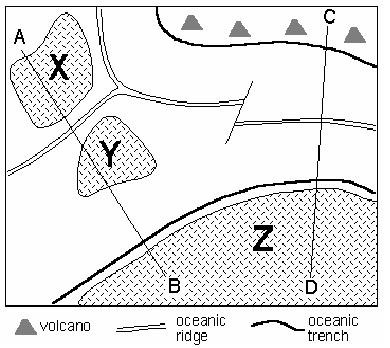 C
A
X
Y
Z
B
D
volcano
oceanic ridge
oceanic trench